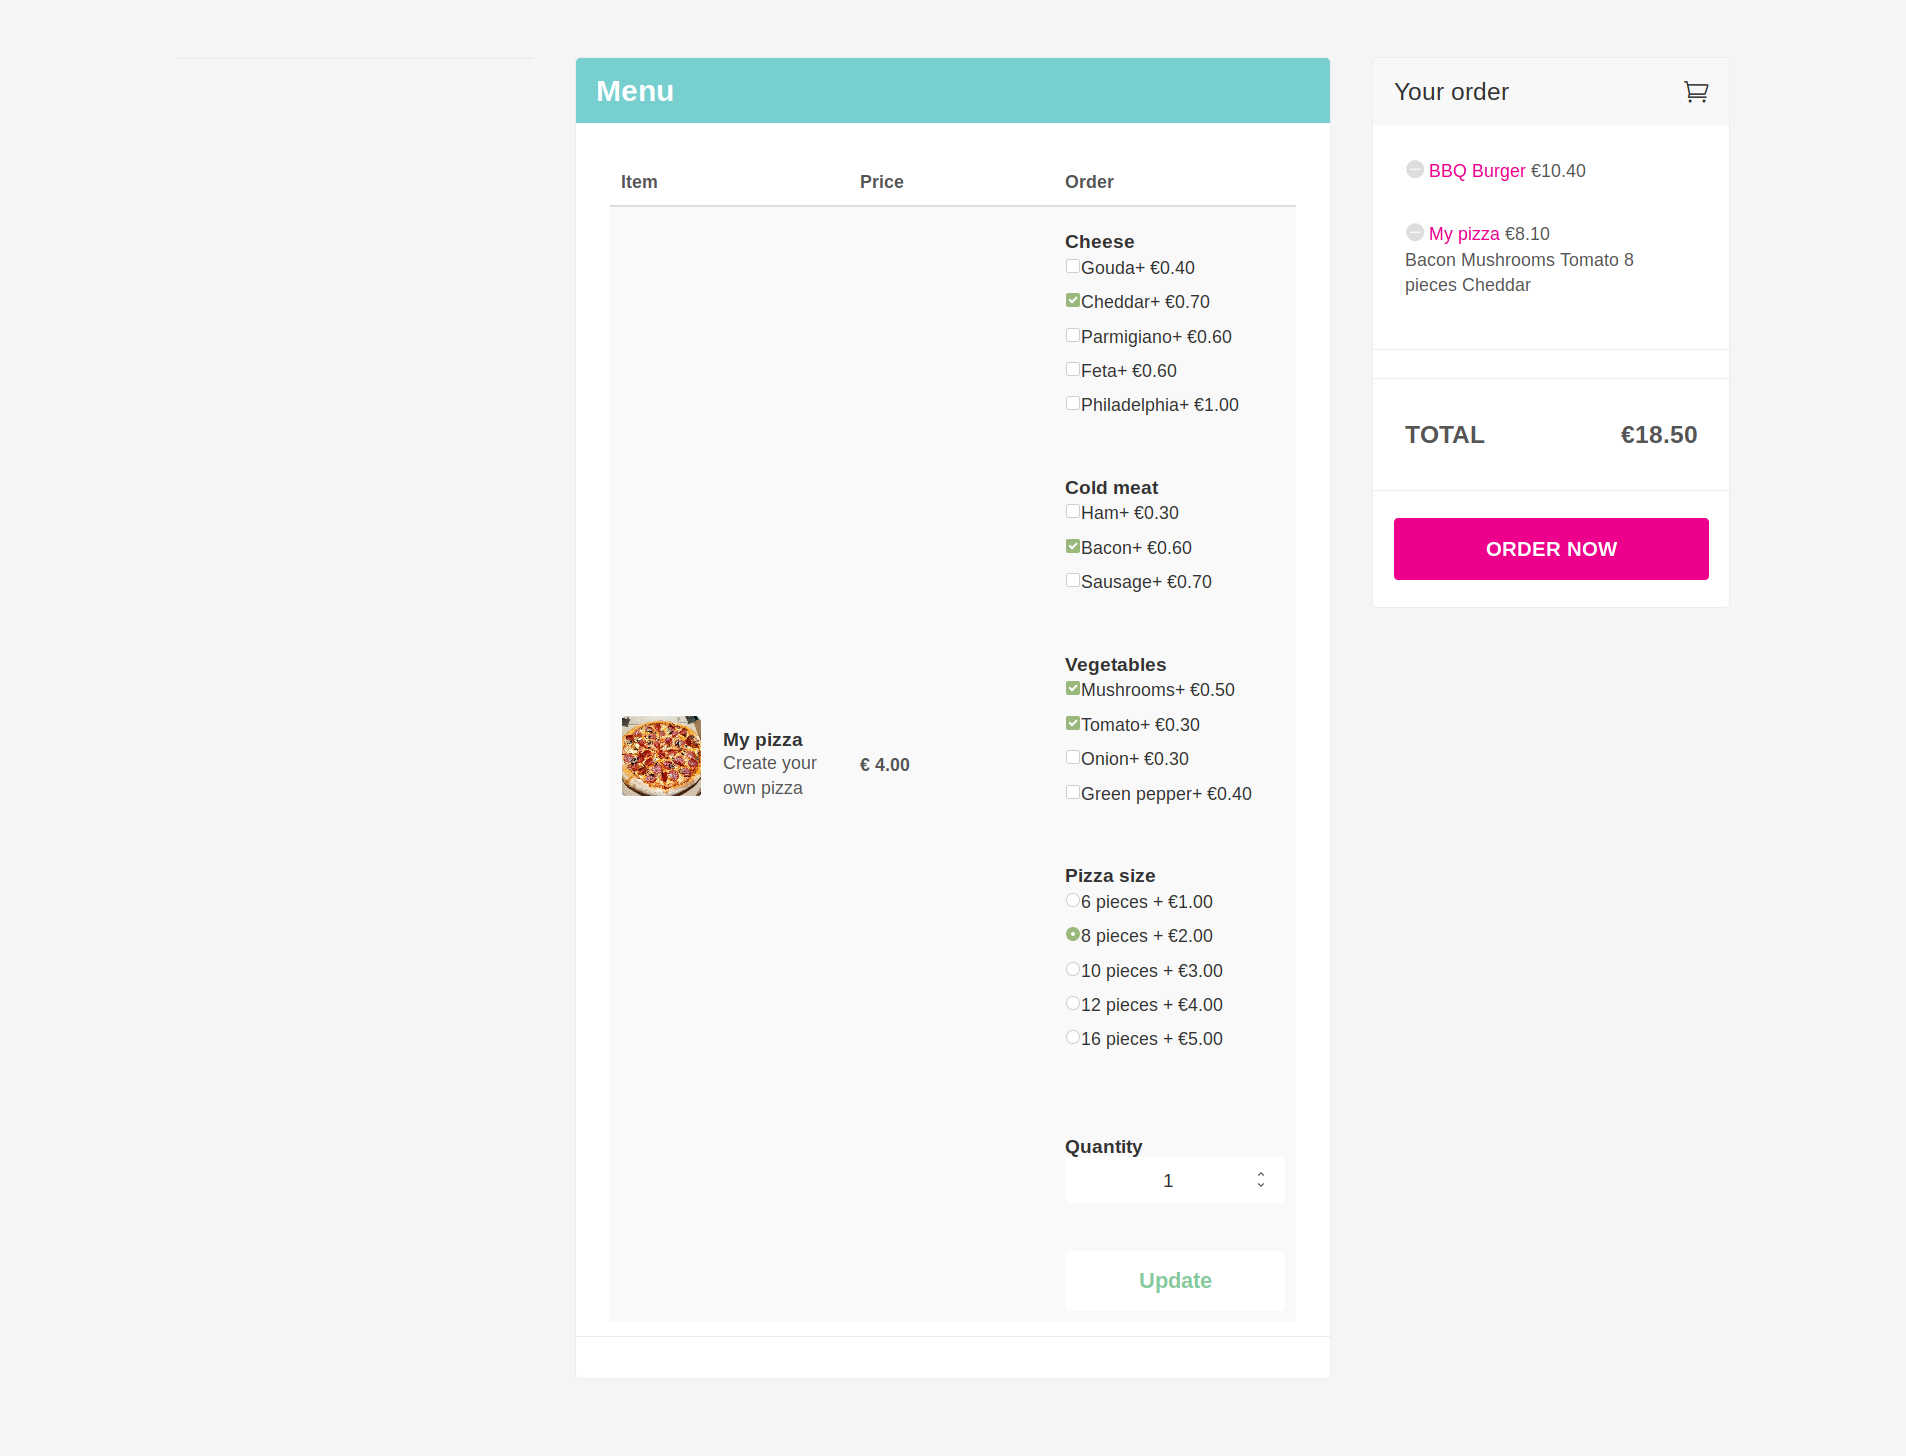 Menu
Item Price Order
Cheese
Gouda+ €0.40
Cheddar+ €0.70
Parmigiano+ €0.60
Feta+ €0.60
Philadelphia+ €1.00
Cold meat
Ham+ €0.30
Bacon+ €0.60
Sausage+ €0.70
Vegetables
Mushrooms+ €0.50
Tomato+ €0.30
Onion+ €0.30
Green pepper+ €0.40
My pizza
Create your
own pizza
€ 4.00
Pizza size
6 pieces + €1.00
8 pieces + €2.00
10 pieces + €3.00
12 pieces + €4.00
16 pieces + €5.00
Quantity
1
Update
Your order
BBQ Burger €10.40
My pizza €8.10
Bacon Mushrooms Tomato 8
pieces Cheddar
TOTAL €18.50
ORDER NOW